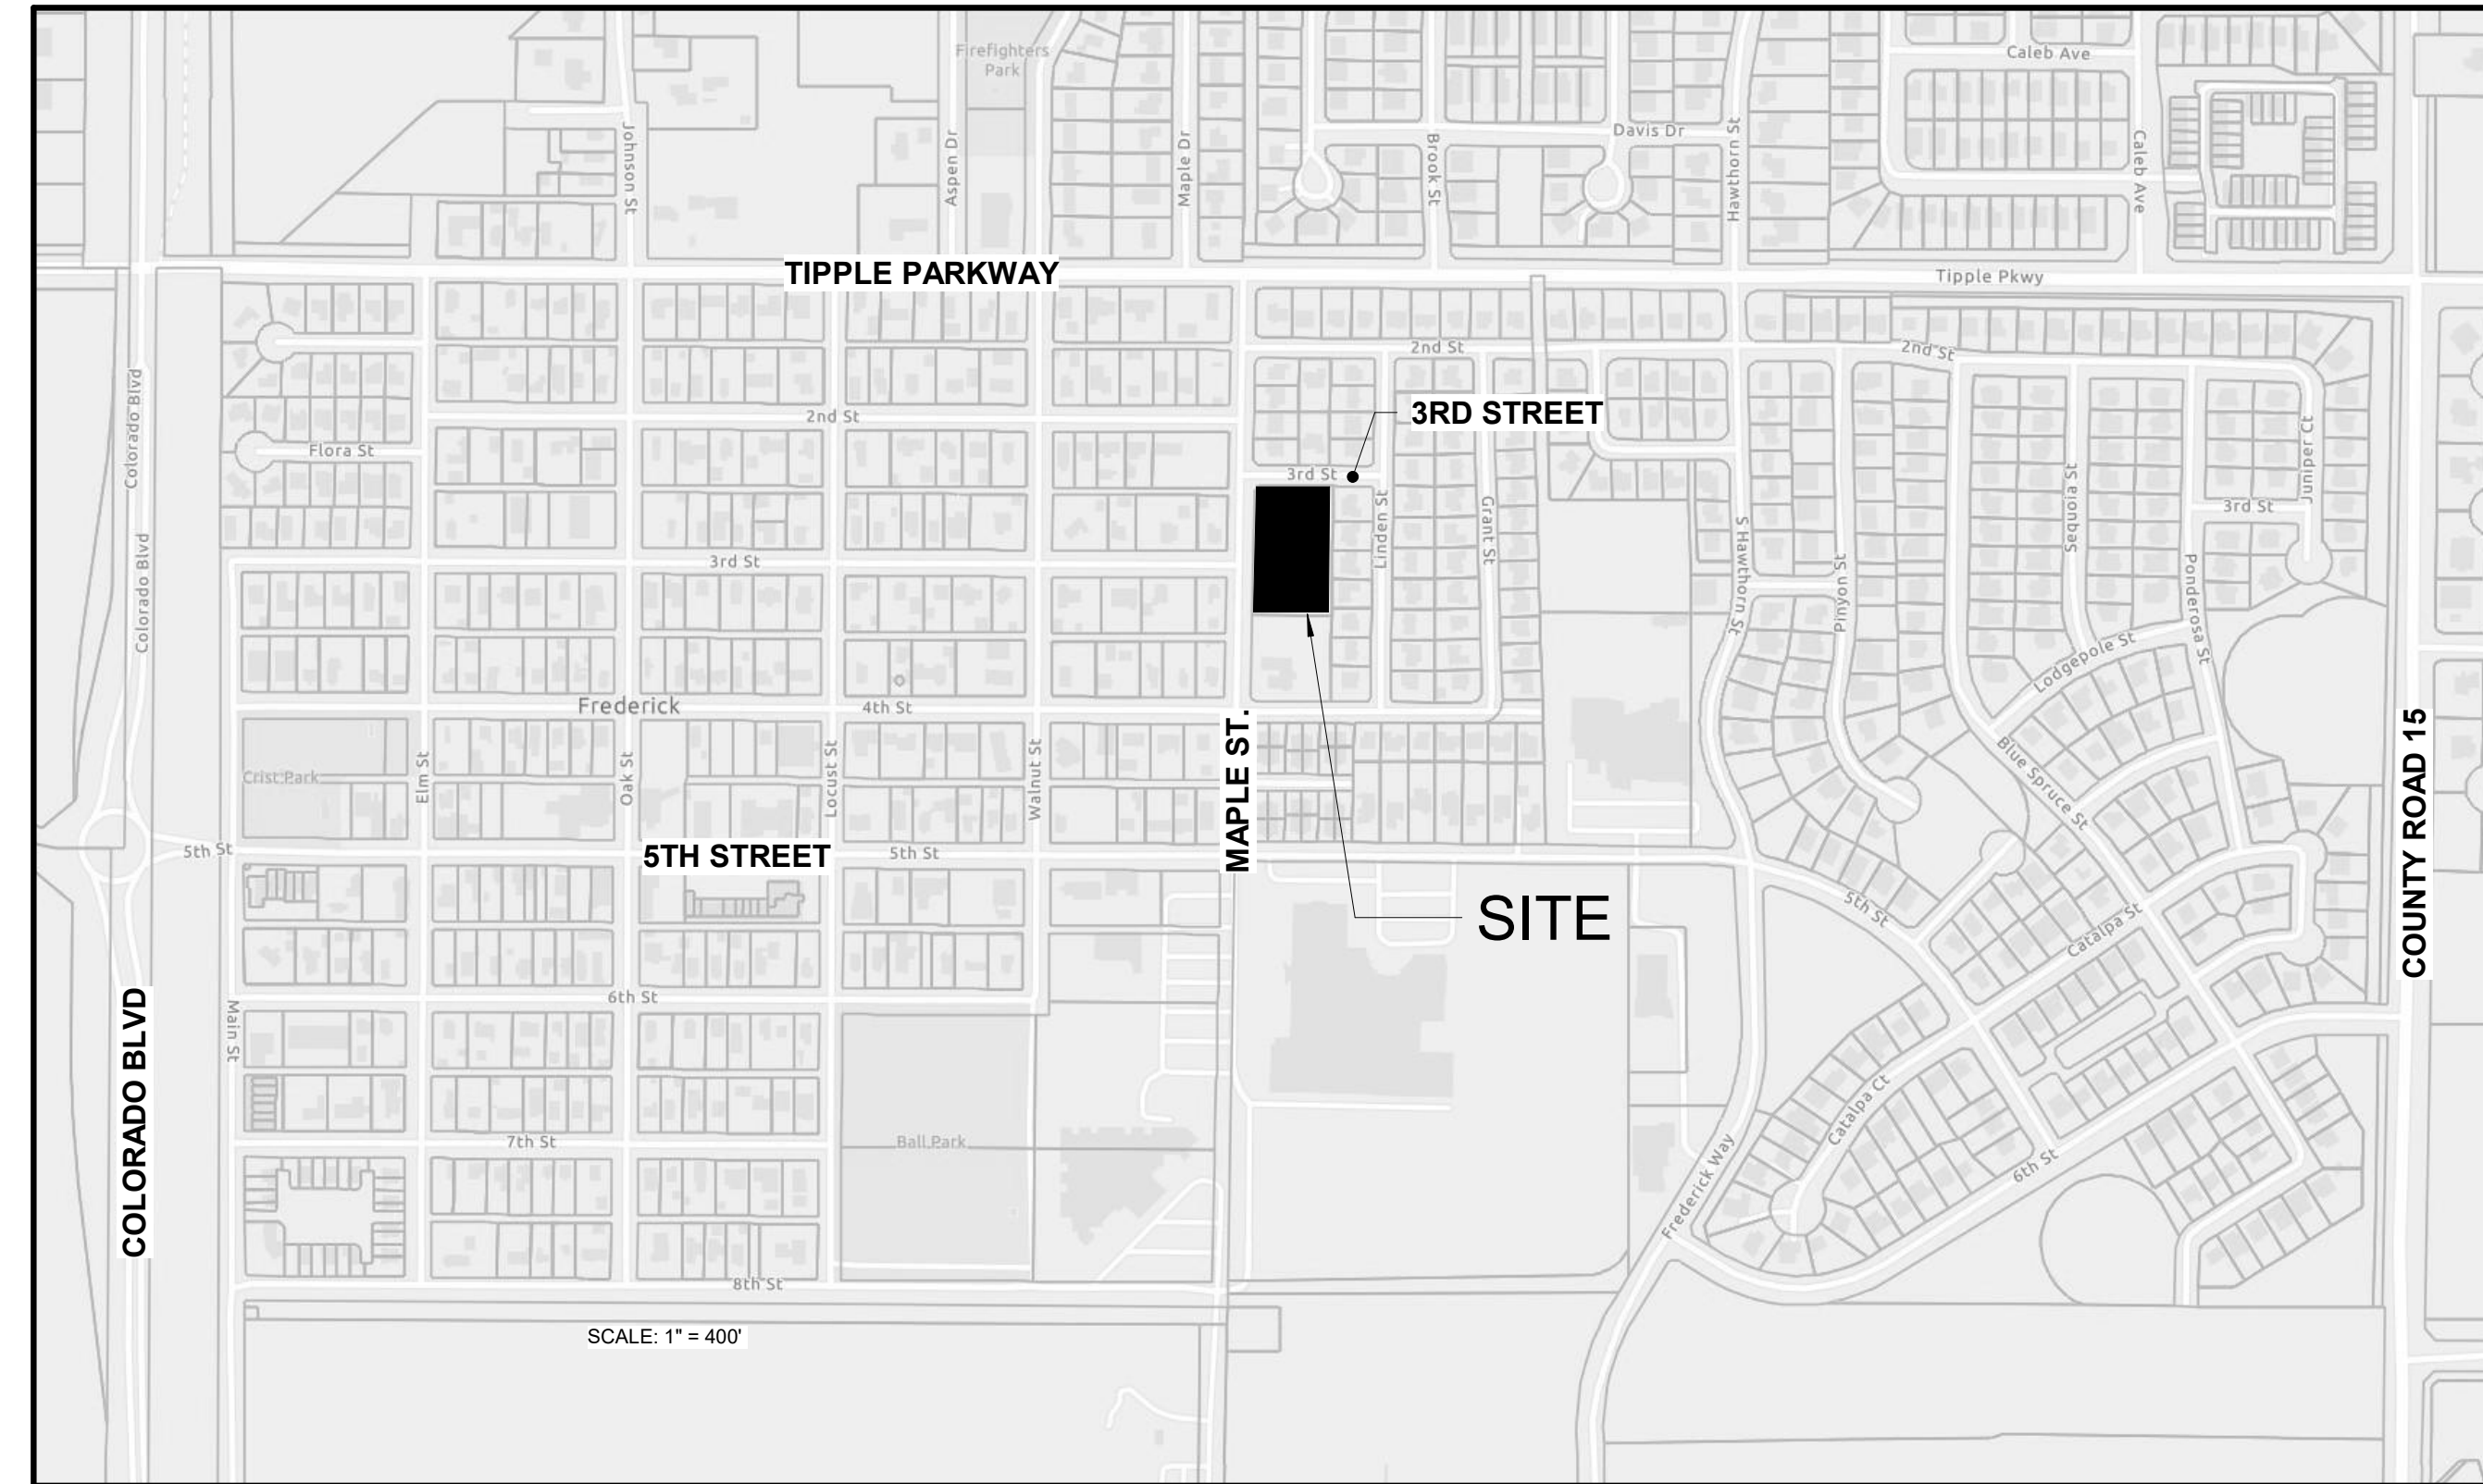 Firefighters
Park
Caleb Ave
Johnson St
Aspen Dr
Maple Dr
Brook St
Davis Dr
Hawthorn St
Caleb Ave
TIPPLE PARKWAY
Tipple Pkwy
2nd St
2nd St
Colorado Blvd
2nd St
3RD STREET
Flora St
3rd St
Linden St
Grant St
S Hawthorn St
Pinyon St
Sequoia St
Juniper Ct
3rd St
Ponderosa St
Colorado Blvd
3rd St
Lodgepole St
Frederick
4th St
MAPLE ST.
COUNTY ROAD 15
Crist Park
Elm St
Oak St
Locust St
Walnut St
Blue Spruce St
5th St
5TH STREET
5th St
SITE
5th St
Catalpa St
COLORADO BLVD
Main St
6th St
7th St
Ball Park
Catalpa Ct
Frederick Way
6th St
8th St
SCALE: 1" = 400'